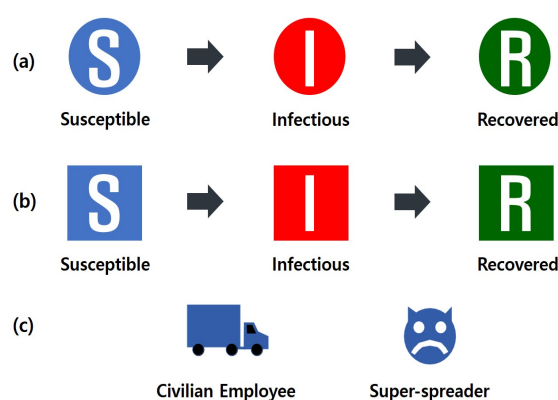 (a) S I R
Susceptible Infectious Recovered
(b) S I R
Susceptible Infectious Recovered
(c)
Civilian Employee Super-spreader